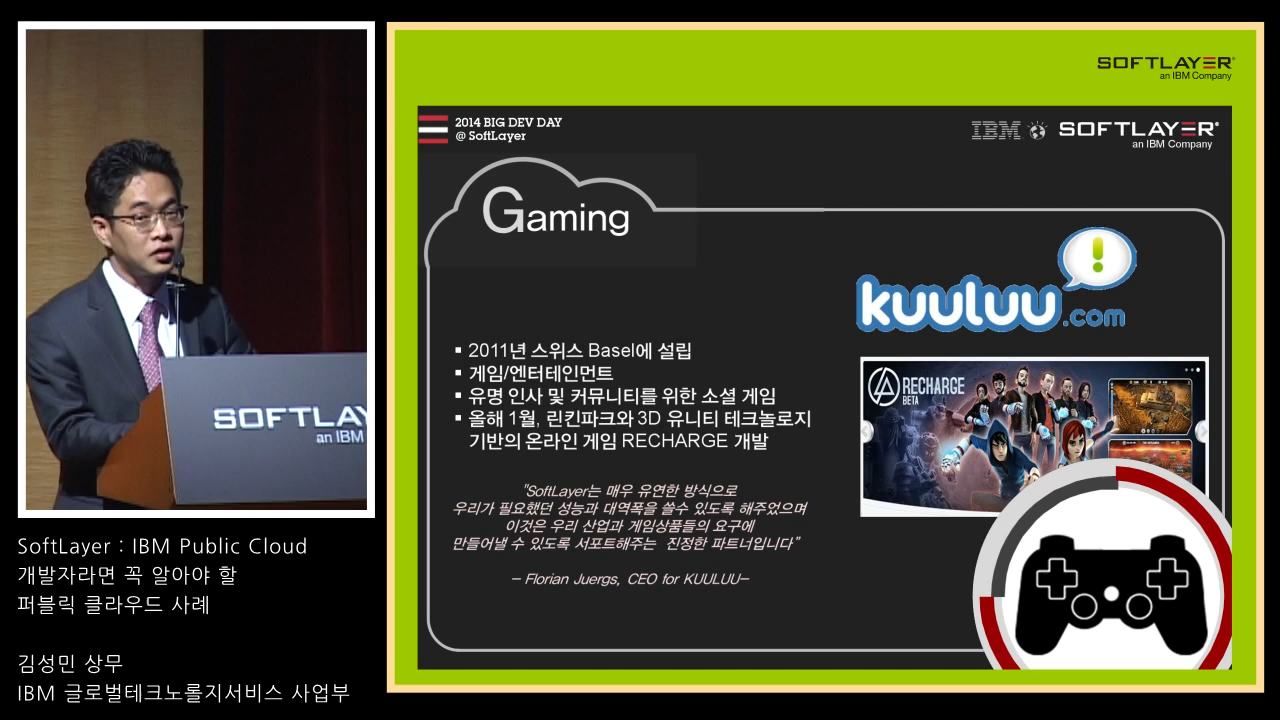 SOFTLAYER
an IBM Company
2014 BIG DEV DAY
@ SoftLayer
IBM SOFTLAYER
an IBM Company
Gaming
kuuluu.com
▪ 2011년 스위스 Basel에 설립
▪ 게임/엔터테인먼트
▪ 유명 인사 및 커뮤니티를 위한 소셜 게임
▪ 올해 1월, 린킨파크와 3D 유니티 테크놀로지
기반의 온라인 게임 RECHARGE 개발
RECHARGE
BETA
"SoftLayer는 매우 유연한 방식으로
우리가 필요했던 성능과 대역폭을 쓸수 있도록 해주었으며
이것은 우리 산업과 게임상품들의 요구에
만들어낼 수 있도록 서포트해주는 진정한 파트너입니다"
– Florian Juergs, CEO for KUULUU–
SOFTLAY
an IBM
SoftLayer : IBM Public Cloud
개발자라면 꼭 알아야 할
퍼블릭 클라우드 사례
김성민 상무
IBM 글로벌테크노롤지서비스 사업부